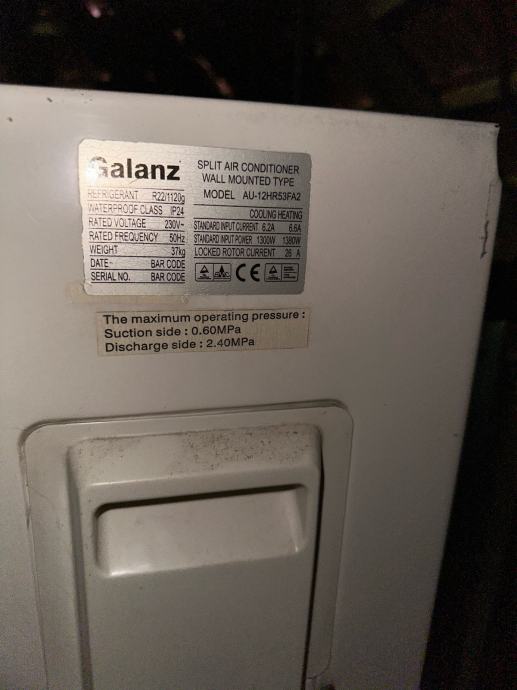 Galanz
SPLIT AIR CONDITIONER
WALL MOUNTED TYPE
MODEL AU-12HR53FA2
REFRIGERANT R22/1120g
WATERPROOF CLASS IP24
RATED VOLTAGE 230V~
RATED FREQUENCY 50Hz
WEIGHT 37kg
DATE BAR CODE
SERIAL NO. BAR CODE
COOLING HEATING
STANDARD INPUT CURRENT 6.2A 6.6A
STANDARD INPUT POWER 1300W 1380W
LOCKED ROTOR CURRENT 26 A
CE
The maximum operating pressure :
Suction side : 0.60MPa
Discharge side : 2.40MPa